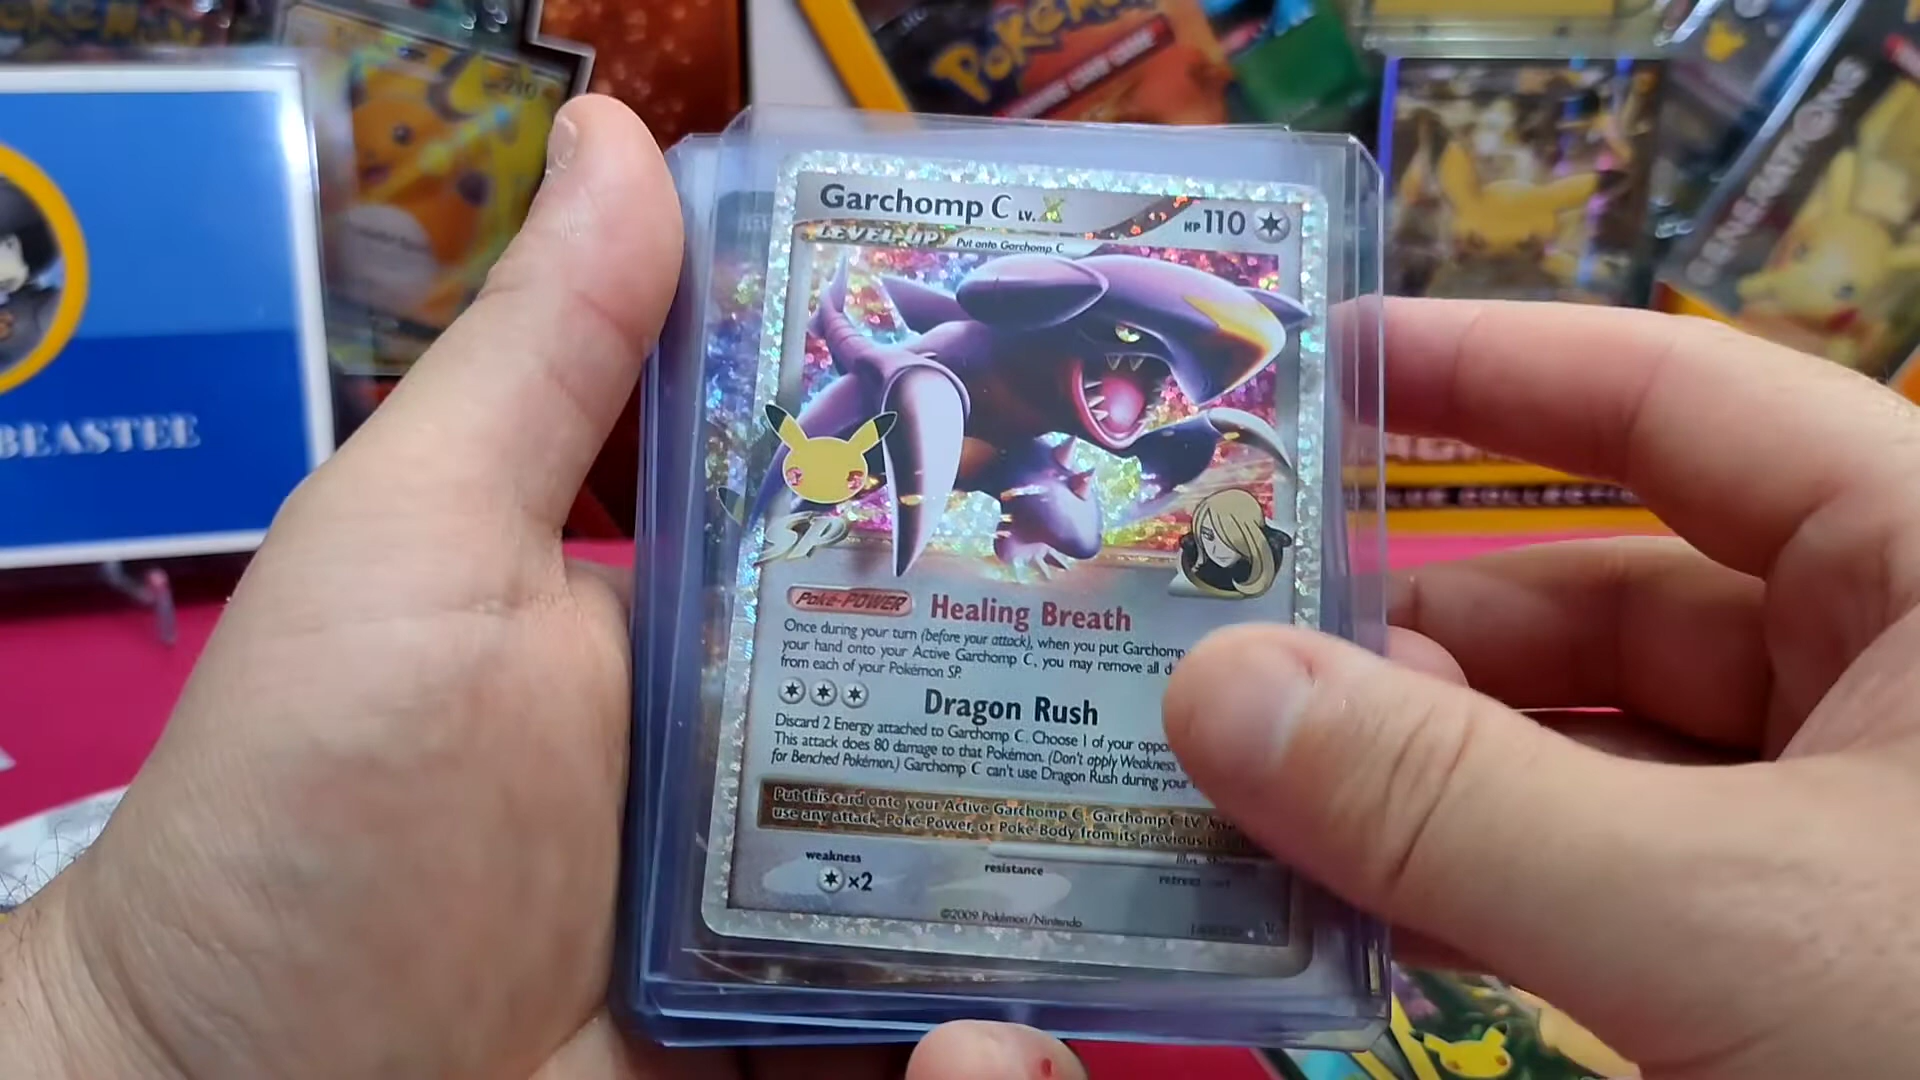 POKÉMON
BEASTEE
GENERATIONS
Garchomp C LV.X
HP 110
LEVEL-UP Put onto Garchomp C
SP
Poké-POWER Healing Breath
Once during your turn (before your attack), when you put Garchomp
your hand onto your Active Garchomp C, you may remove all d
from each of your Pokémon SP.
Dragon Rush
Discard 2 Energy attached to Garchomp C. Choose 1 of your oppo
This attack does 80 damage to that Pokémon. (Don't apply Weakness
for Benched Pokémon.) Garchomp C can't use Dragon Rush during your
Put this card onto your Active Garchomp C. Garchomp C LV.X
use any attack, Poké-Power, or Poké-Body from its previous
weakness
×2
resistance
retreat cost
©2009 Pokémon/Nintendo